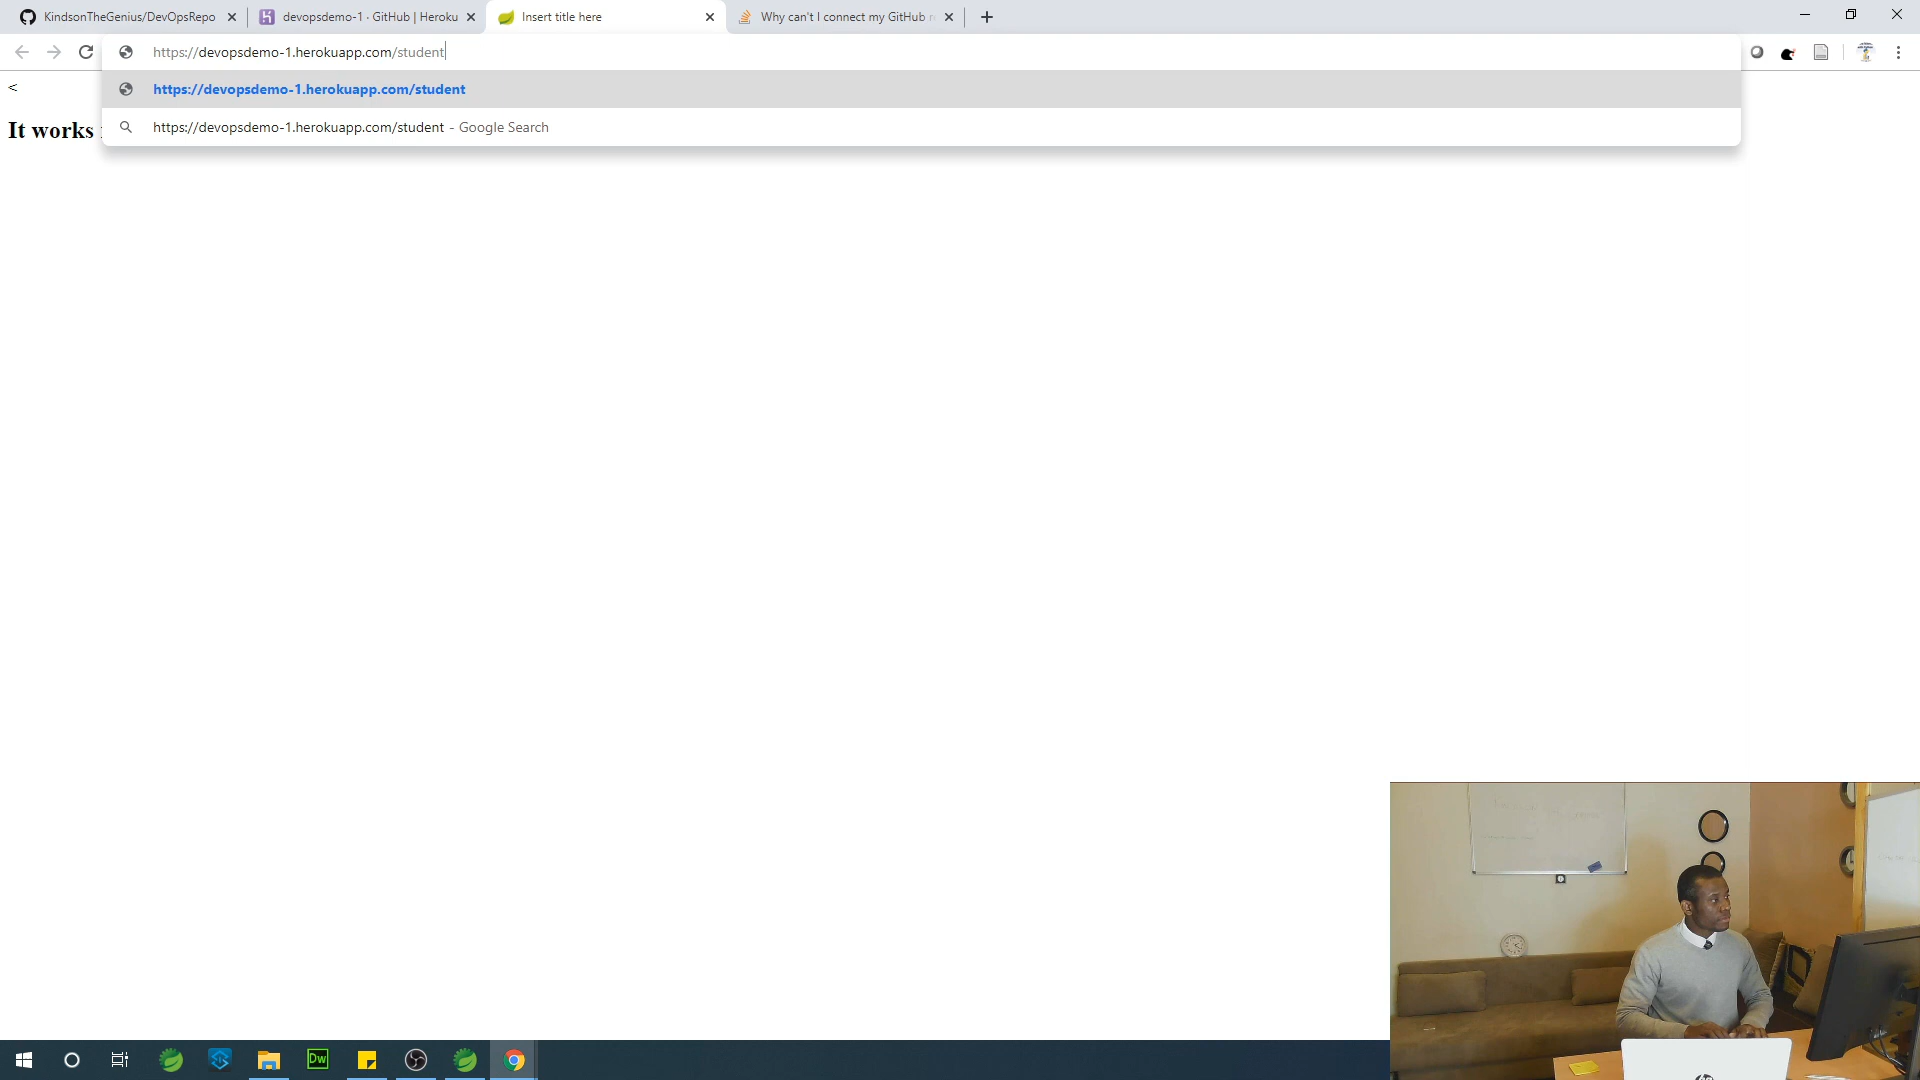 KindsonTheGenius/DevOpsRepo
devopsdemo-1 · GitHub | Heroku
Insert title here
Why can't I connect my GitHub
https://devopsdemo-1.herokuapp.com/student
<
https://devopsdemo-1.herokuapp.com/student
It works
https://devopsdemo-1.herokuapp.com/student - Google Search
Dw